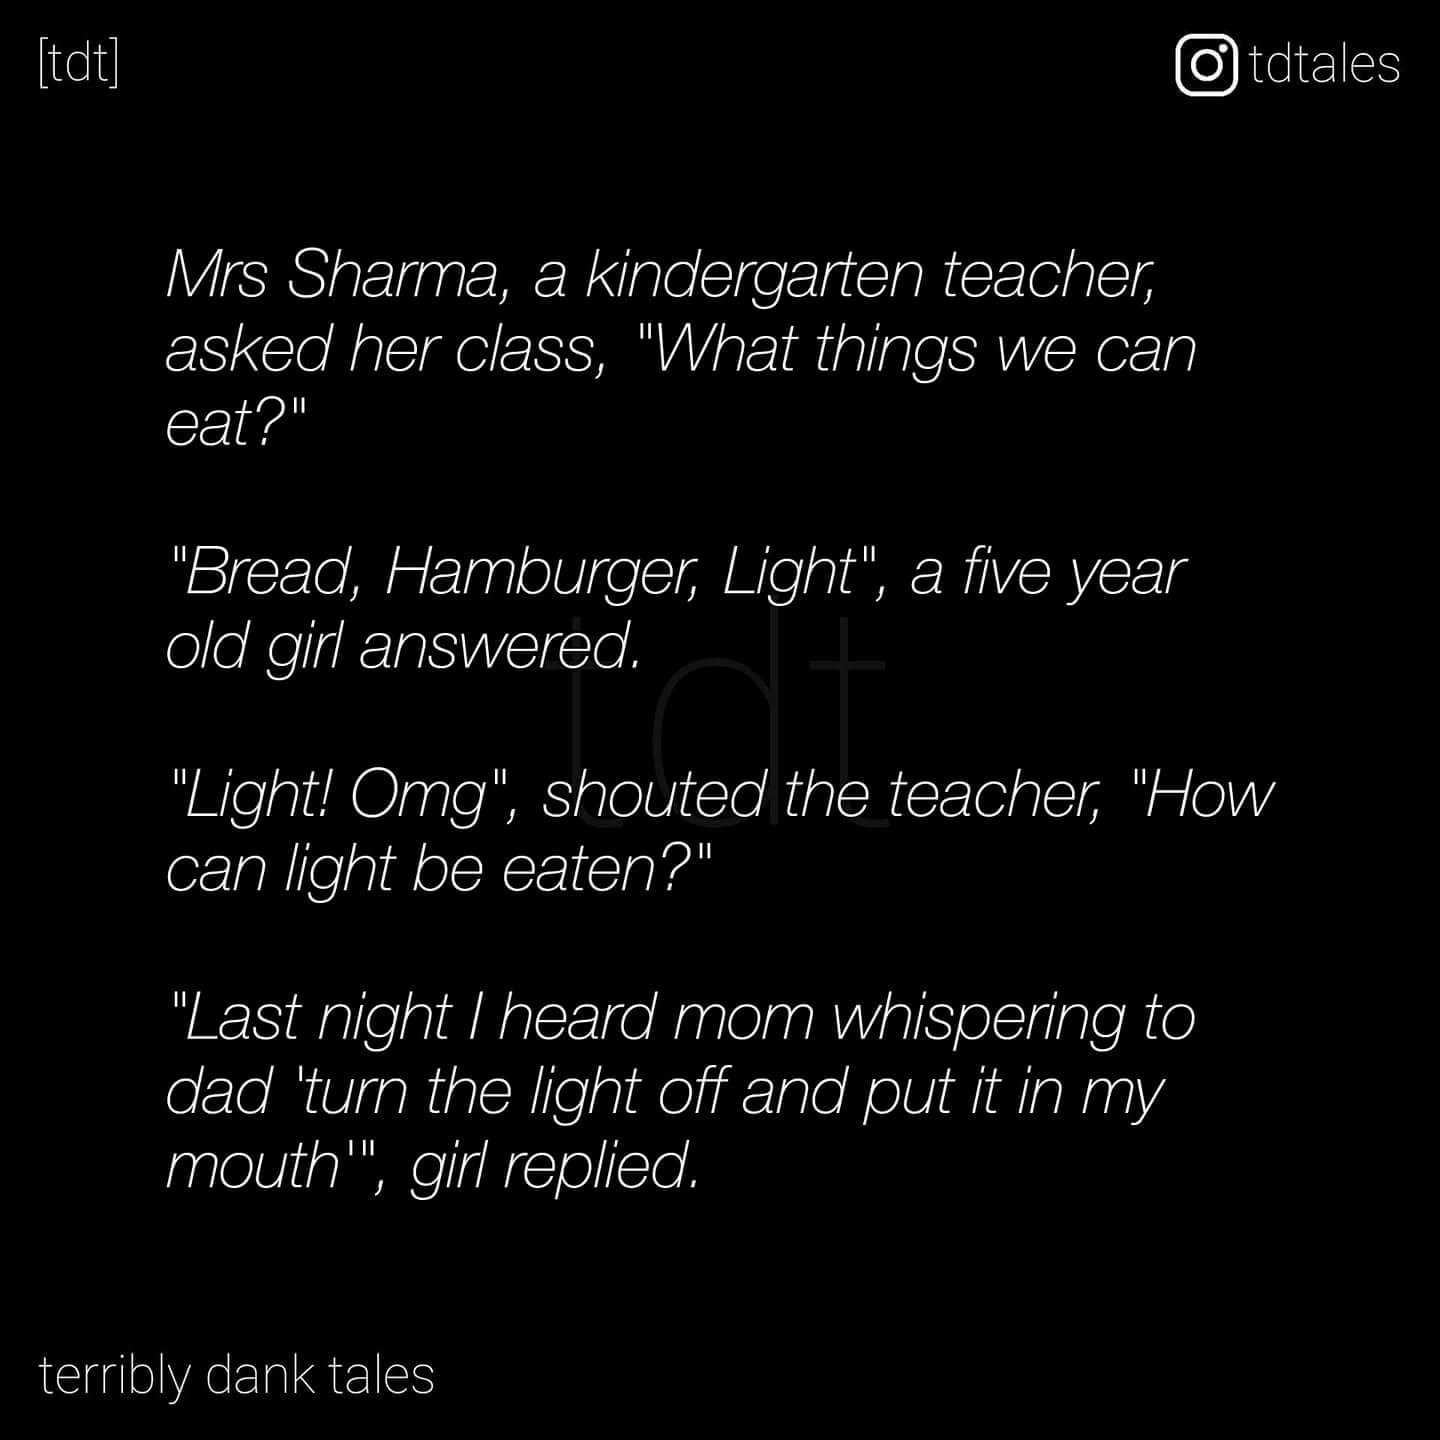 [tdt]
tdtales
Mrs Sharma, a kindergarten teacher,
asked her class, "What things we can
eat?"
"Bread, Hamburger, Light", a five year
old girl answered.
tdt
"Light! Omg", shouted the teacher, "How
can light be eaten?"
"Last night I heard mom whispering to
dad 'turn the light off and put it in my
mouth'", girl replied.
terribly dank tales